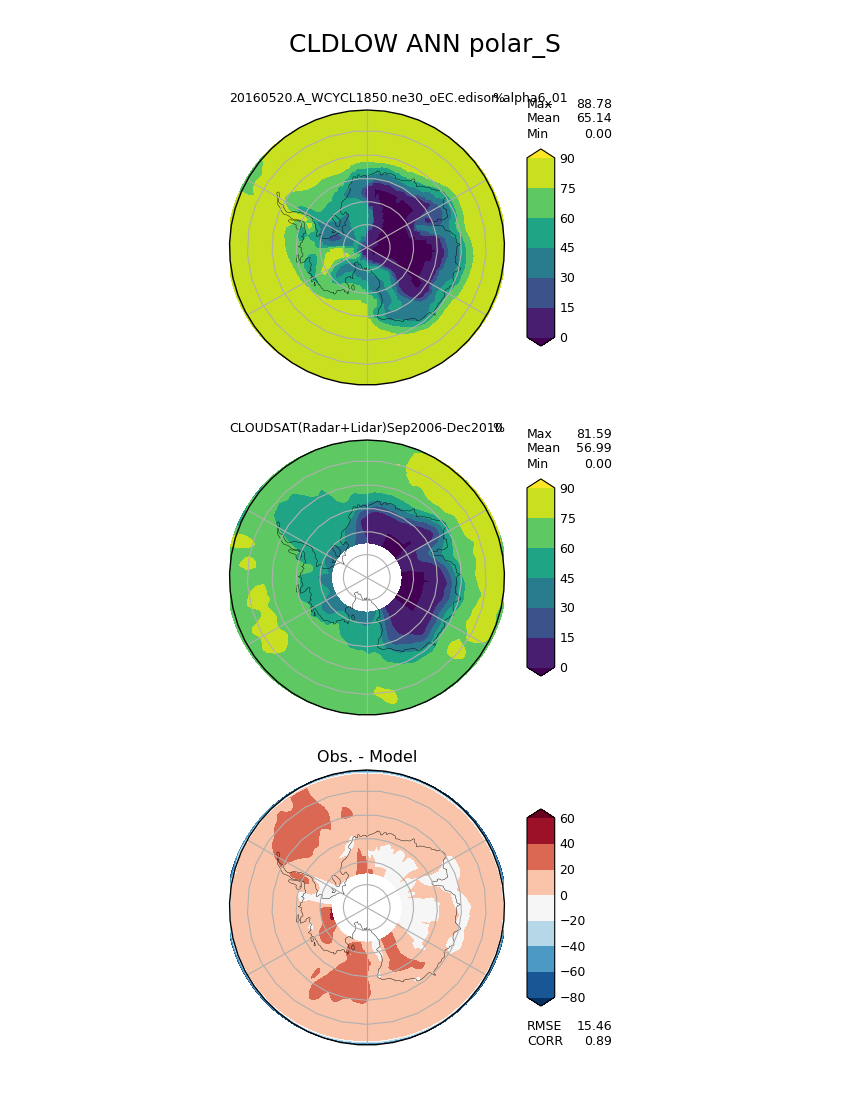 CLDLOW ANN polar_S
20160520.A_WCYCL1850.ne30_oEC.edison.alpha6_01
%
Max 88.78
Mean 65.14
Min 0.00
90
75
60
45
30
15
0
CLOUDSAT(Radar+Lidar)Sep2006-Dec2010
%
Max 81.59
Mean 56.99
Min 0.00
90
75
60
45
30
15
0
Obs. - Model
60
40
20
0
−20
−40
−60
−80
RMSE 15.46
CORR 0.89